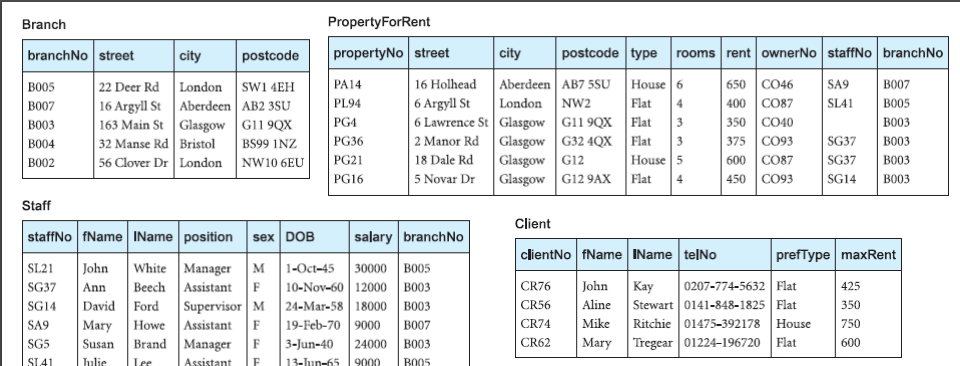 Branch
branchNo street city postcode
B005 22 Deer Rd London SW1 4EH
B007 16 Argyll St Aberdeen AB2 3SU
B003 163 Main St Glasgow G11 9QX
B004 32 Manse Rd Bristol BS99 1NZ
B002 56 Clover Dr London NW10 6EU
PropertyForRent
propertyNo street city postcode type rooms rent ownerNo staffNo branchNo
PA14 16 Holhead Aberdeen AB7 5SU House 6 650 CO46 SA9 B007
PL94 6 Argyll St London NW2 Flat 4 400 CO87 SL41 B005
PG4 6 Lawrence St Glasgow G11 9QX Flat 3 350 CO40 B003
PG36 2 Manor Rd Glasgow G32 4QX Flat 3 375 CO93 SG37 B003
PG21 18 Dale Rd Glasgow G12 House 5 600 CO87 SG37 B003
PG16 5 Novar Dr Glasgow G12 9AX Flat 4 450 CO93 SG14 B003
Staff
staffNo fName lName position sex DOB salary branchNo
SL21 John White Manager M 1-Oct-45 30000 B005
SG37 Ann Beech Assistant F 10-Nov-60 12000 B003
SG14 David Ford Supervisor M 24-Mar-58 18000 B003
SA9 Mary Howe Assistant F 19-Feb-70 9000 B007
SG5 Susan Brand Manager F 3-Jun-40 24000 B003
SL41 Julie Lee Assistant F 13-Jun-65 9000 B005
Client
clientNo fName lName telNo prefType maxRent
CR76 John Kay 0207-774-5632 Flat 425
CR56 Aline Stewart 0141-848-1825 Flat 350
CR74 Mike Ritchie 01475-392178 House 750
CR62 Mary Tregear 01224-196720 Flat 600